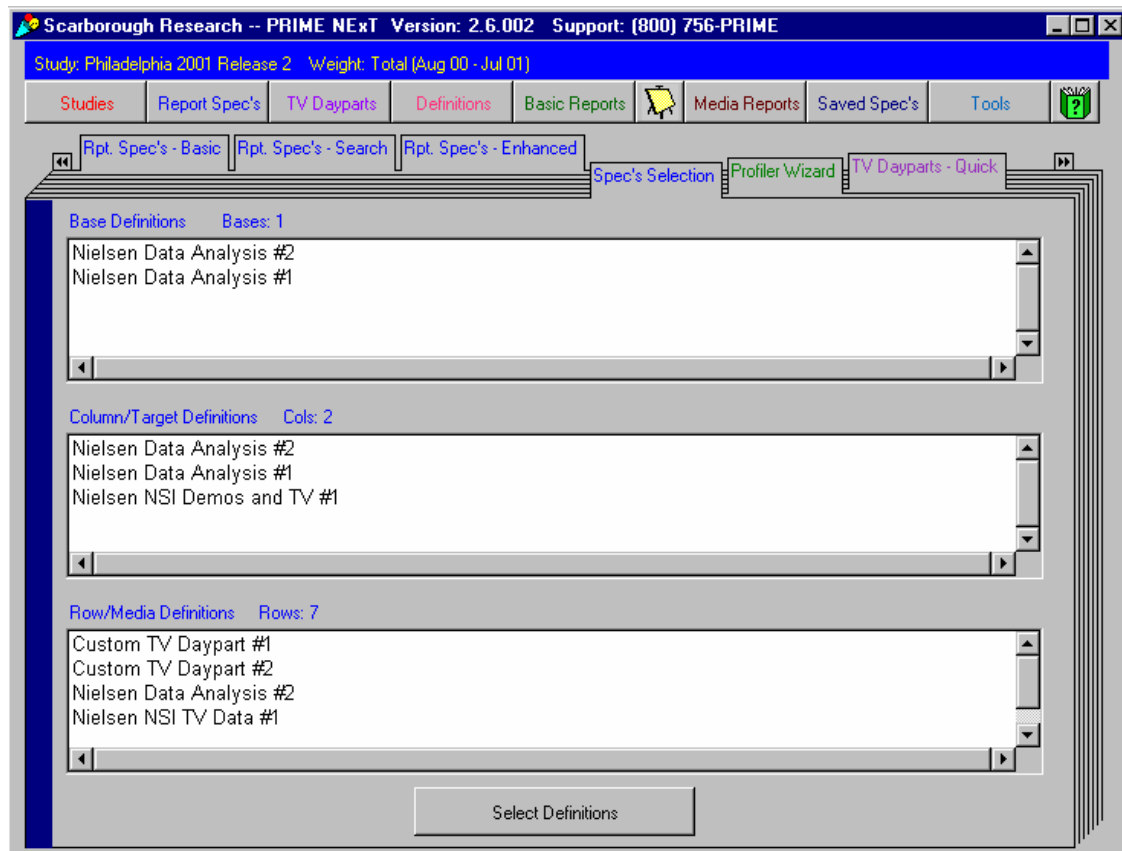 Scarborough Research -- PRIME NExT Version: 2.6.002 Support: (800) 756-PRIME
Study: Philadelphia 2001 Release 2 Weight: Total (Aug 00 - Jul 01)
Studies Report Spec's TV Dayparts Definitions Basic Reports Media Reports Saved Spec's Tools ?
Rpt. Spec's - Basic Rpt. Spec's - Search Rpt. Spec's - Enhanced
Spec's Selection Profiler Wizard TV Dayparts - Quick
Base Definitions Bases: 1
Nielsen Data Analysis #2
Nielsen Data Analysis #1
Column/Target Definitions Cols: 2
Nielsen Data Analysis #2
Nielsen Data Analysis #1
Nielsen NSI Demos and TV #1
Row/Media Definitions Rows: 7
Custom TV Daypart #1
Custom TV Daypart #2
Nielsen Data Analysis #2
Nielsen NSI TV Data #1
Select Definitions